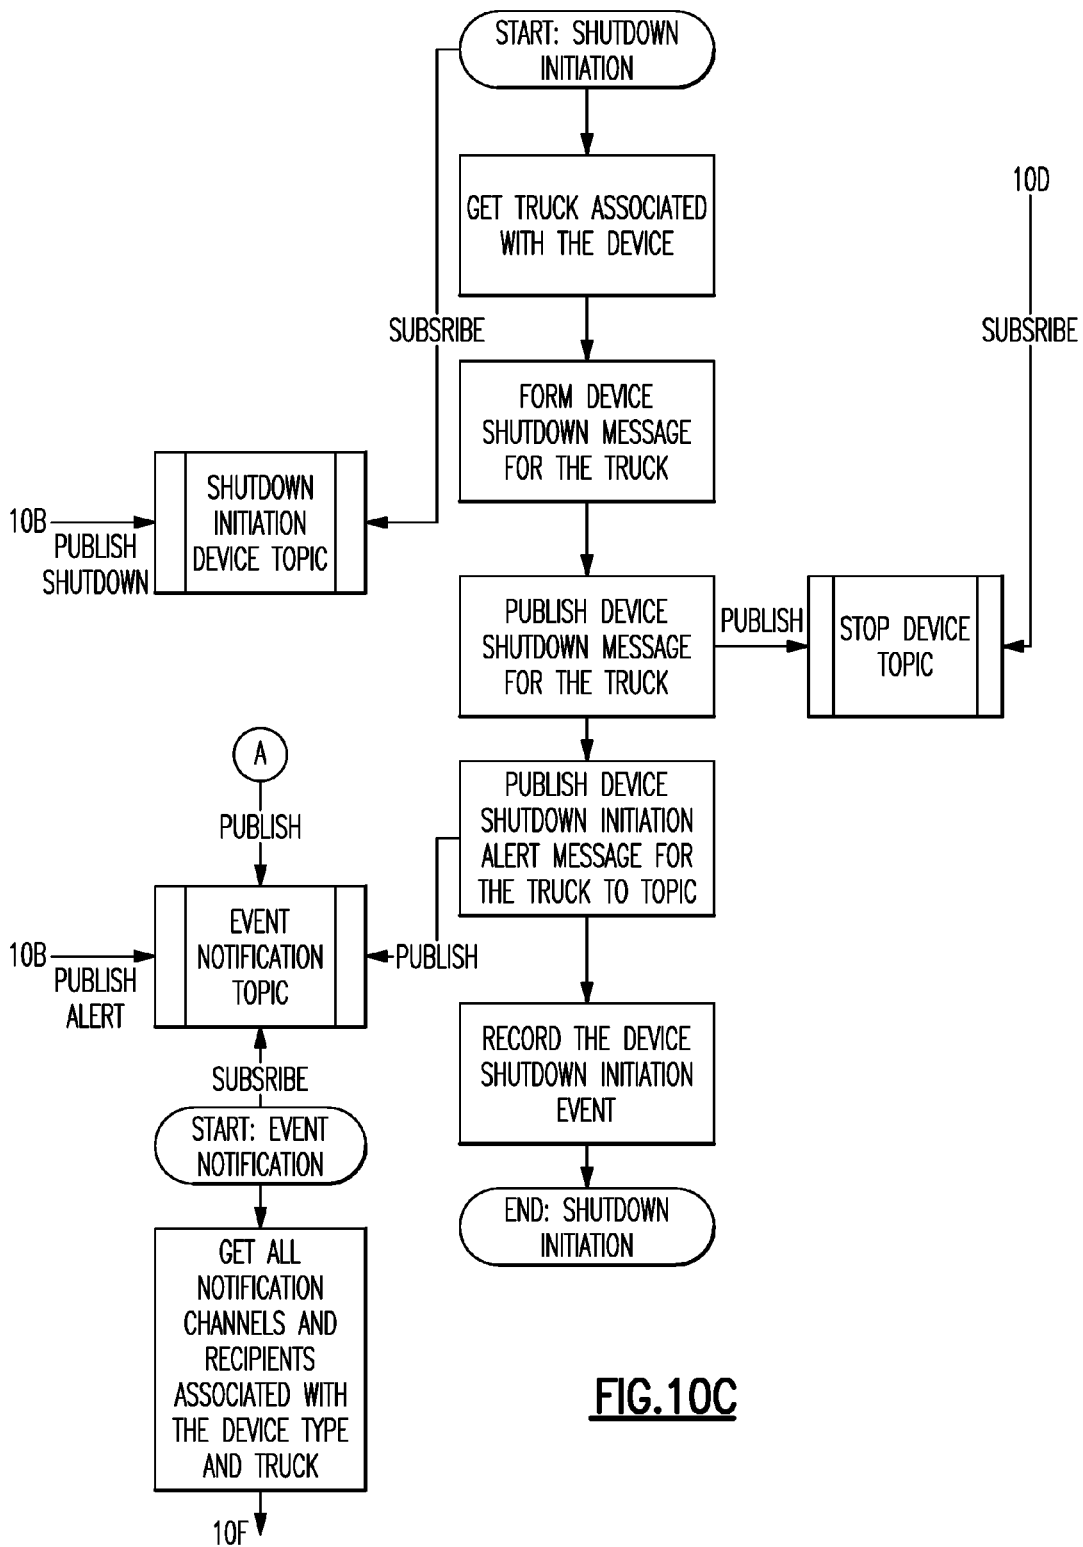 START: SHUTDOWN
INITIATION
GET TRUCK ASSOCIATED
WITH THE DEVICE
10D
SUBSRIBE
SUBSRIBE
FORM DEVICE
SHUTDOWN MESSAGE
FOR THE TRUCK
10B
PUBLISH
SHUTDOWN
SHUTDOWN
INITIATION
DEVICE TOPIC
PUBLISH DEVICE
SHUTDOWN MESSAGE
FOR THE TRUCK
PUBLISH
STOP DEVICE
TOPIC
A
PUBLISH
PUBLISH DEVICE
SHUTDOWN INITIATION
ALERT MESSAGE FOR
THE TRUCK TO TOPIC
10B
PUBLISH
ALERT
EVENT
NOTIFICATION
TOPIC
PUBLISH
SUBSRIBE
RECORD THE DEVICE
SHUTDOWN INITIATION
EVENT
START: EVENT
NOTIFICATION
END: SHUTDOWN
INITIATION
GET ALL
NOTIFICATION
CHANNELS AND
RECIPIENTS
ASSOCIATED WITH
THE DEVICE TYPE
AND TRUCK
10F
FIG.10C